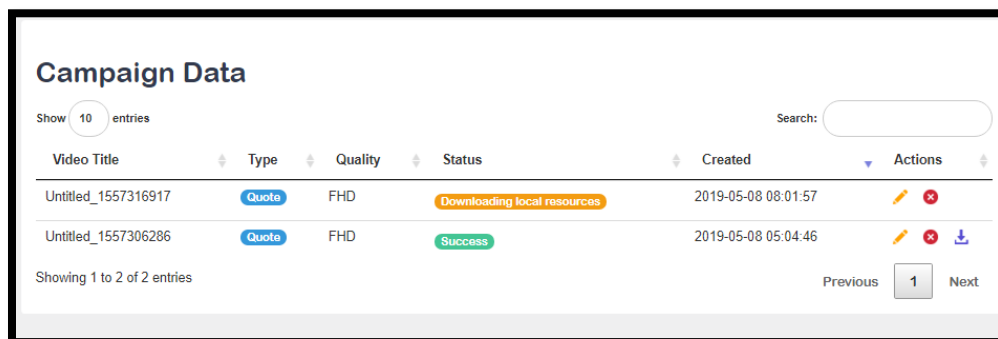 Campaign Data
Show 10 entries Search:
Video Title Type Quality Status Created Actions
Untitled_1557316917 Quote FHD Downloading local resources 2019-05-08 08:01:57
Untitled_1557306286 Quote FHD Success 2019-05-08 05:04:46
Showing 1 to 2 of 2 entries Previous 1 Next